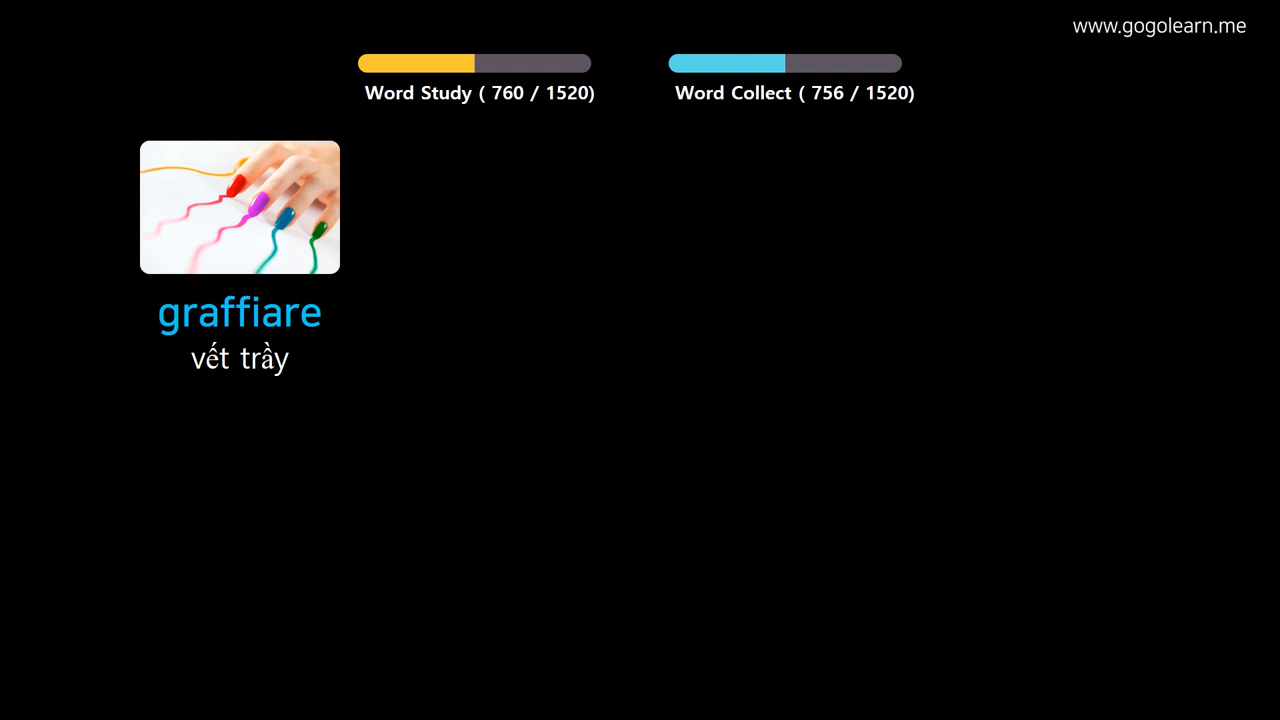 www.gogolearn.me
Word Study ( 760 / 1520)
Word Collect ( 756 / 1520)
graffiare
vết trầy